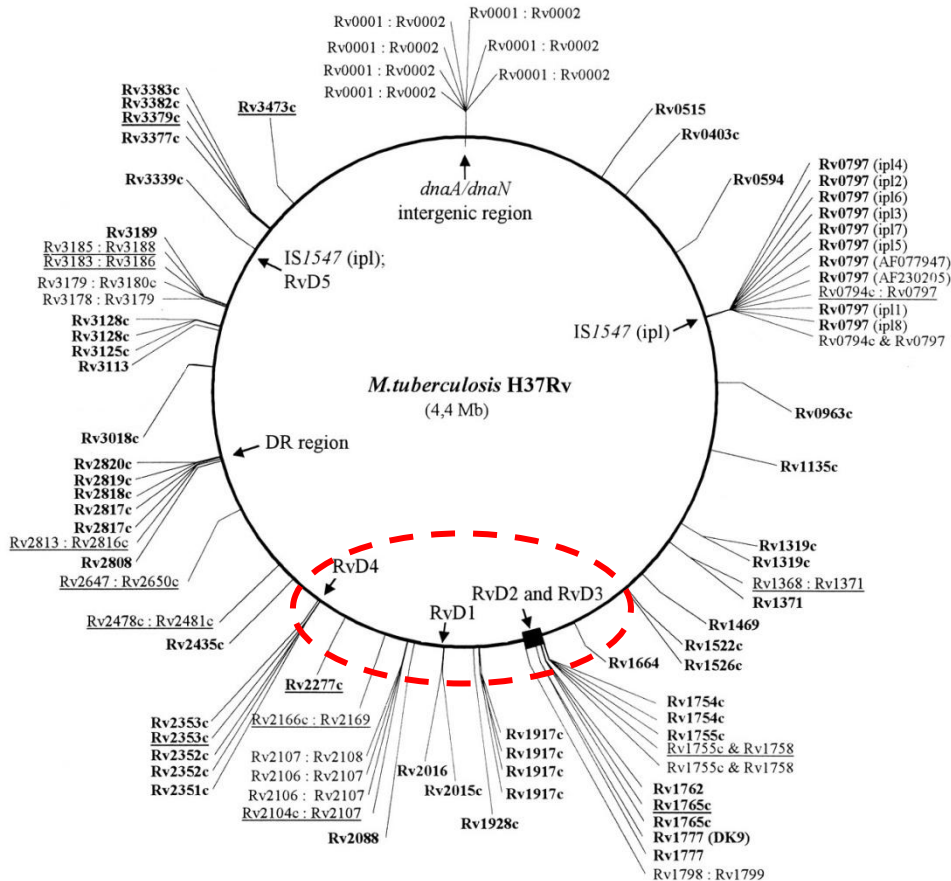 Rv0001 : Rv0002
Rv0001 : Rv0002
Rv0001 : Rv0002
Rv0001 : Rv0002
Rv0001 : Rv0002
Rv0001 : Rv0002
Rv0001 : Rv0002
dnaA/dnaN
intergenic region
Rv0515
Rv0403c
Rv0594
Rv0797 (ipl4)
Rv0797 (ipl2)
Rv0797 (ipl6)
Rv0797 (ipl3)
Rv0797 (ipl7)
Rv0797 (ipl5)
Rv0797 (AF077947)
Rv0797 (AF230205)
Rv0794c : Rv0797
Rv0797 (ipl1)
Rv0797 (ipl8)
Rv0794c & Rv0797
IS1547 (ipl)
Rv0963c
Rv1135c
Rv1319c
Rv1319c
Rv1368 : Rv1371
Rv1371
Rv1469
Rv1522c
Rv1526c
Rv1664
RvD2 and RvD3
Rv1754c
Rv1754c
Rv1755c
Rv1755c & Rv1758
Rv1755c & Rv1758
Rv1762
Rv1765c
Rv1765c
Rv1777 (DK9)
Rv1777
Rv1798 : Rv1799
Rv1917c
Rv1917c
Rv1917c
Rv1917c
Rv1928c
RvD1
Rv2016
Rv2015c
Rv2088
Rv2166c : Rv2169
Rv2107 : Rv2108
Rv2106 : Rv2107
Rv2106 : Rv2107
Rv2104c : Rv2107
Rv2277c
RvD4
Rv2353c
Rv2353c
Rv2352c
Rv2352c
Rv2351c
Rv2478c : Rv2481c
Rv2435c
Rv2647 : Rv2650c
DR region
Rv2820c
Rv2819c
Rv2818c
Rv2817c
Rv2817c
Rv2813 : Rv2816c
Rv2808
Rv3018c
Rv3128c
Rv3128c
Rv3125c
Rv3113
Rv3189
Rv3185 : Rv3188
Rv3183 : Rv3186
Rv3179 : Rv3180c
Rv3178 : Rv3179
IS1547 (ipl);
RvD5
Rv3339c
Rv3383c
Rv3382c
Rv3379c
Rv3377c
Rv3473c
M.tuberculosis H37Rv
(4,4 Mb)